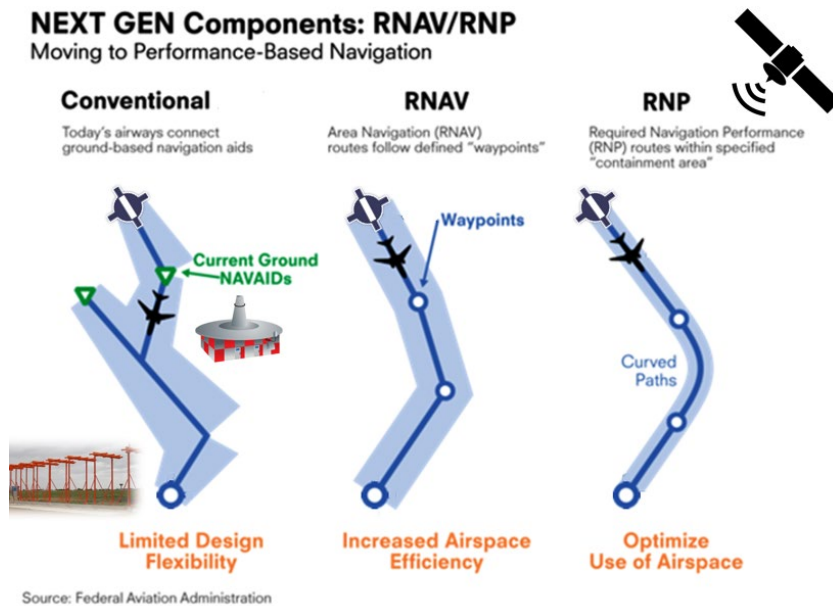 NEXT GEN Components: RNAV/RNP
Moving to Performance-Based Navigation
Conventional
Today's airways connect
ground-based navigation aids
Current Ground
NAVAIDs
Limited Design
Flexibility
RNAV
Area Navigation (RNAV)
routes follow defined "waypoints"
Waypoints
Increased Airspace
Efficiency
RNP
Required Navigation Performance
(RNP) routes within specified
"containment area"
Curved
Paths
Optimize
Use of Airspace
Source: Federal Aviation Administration